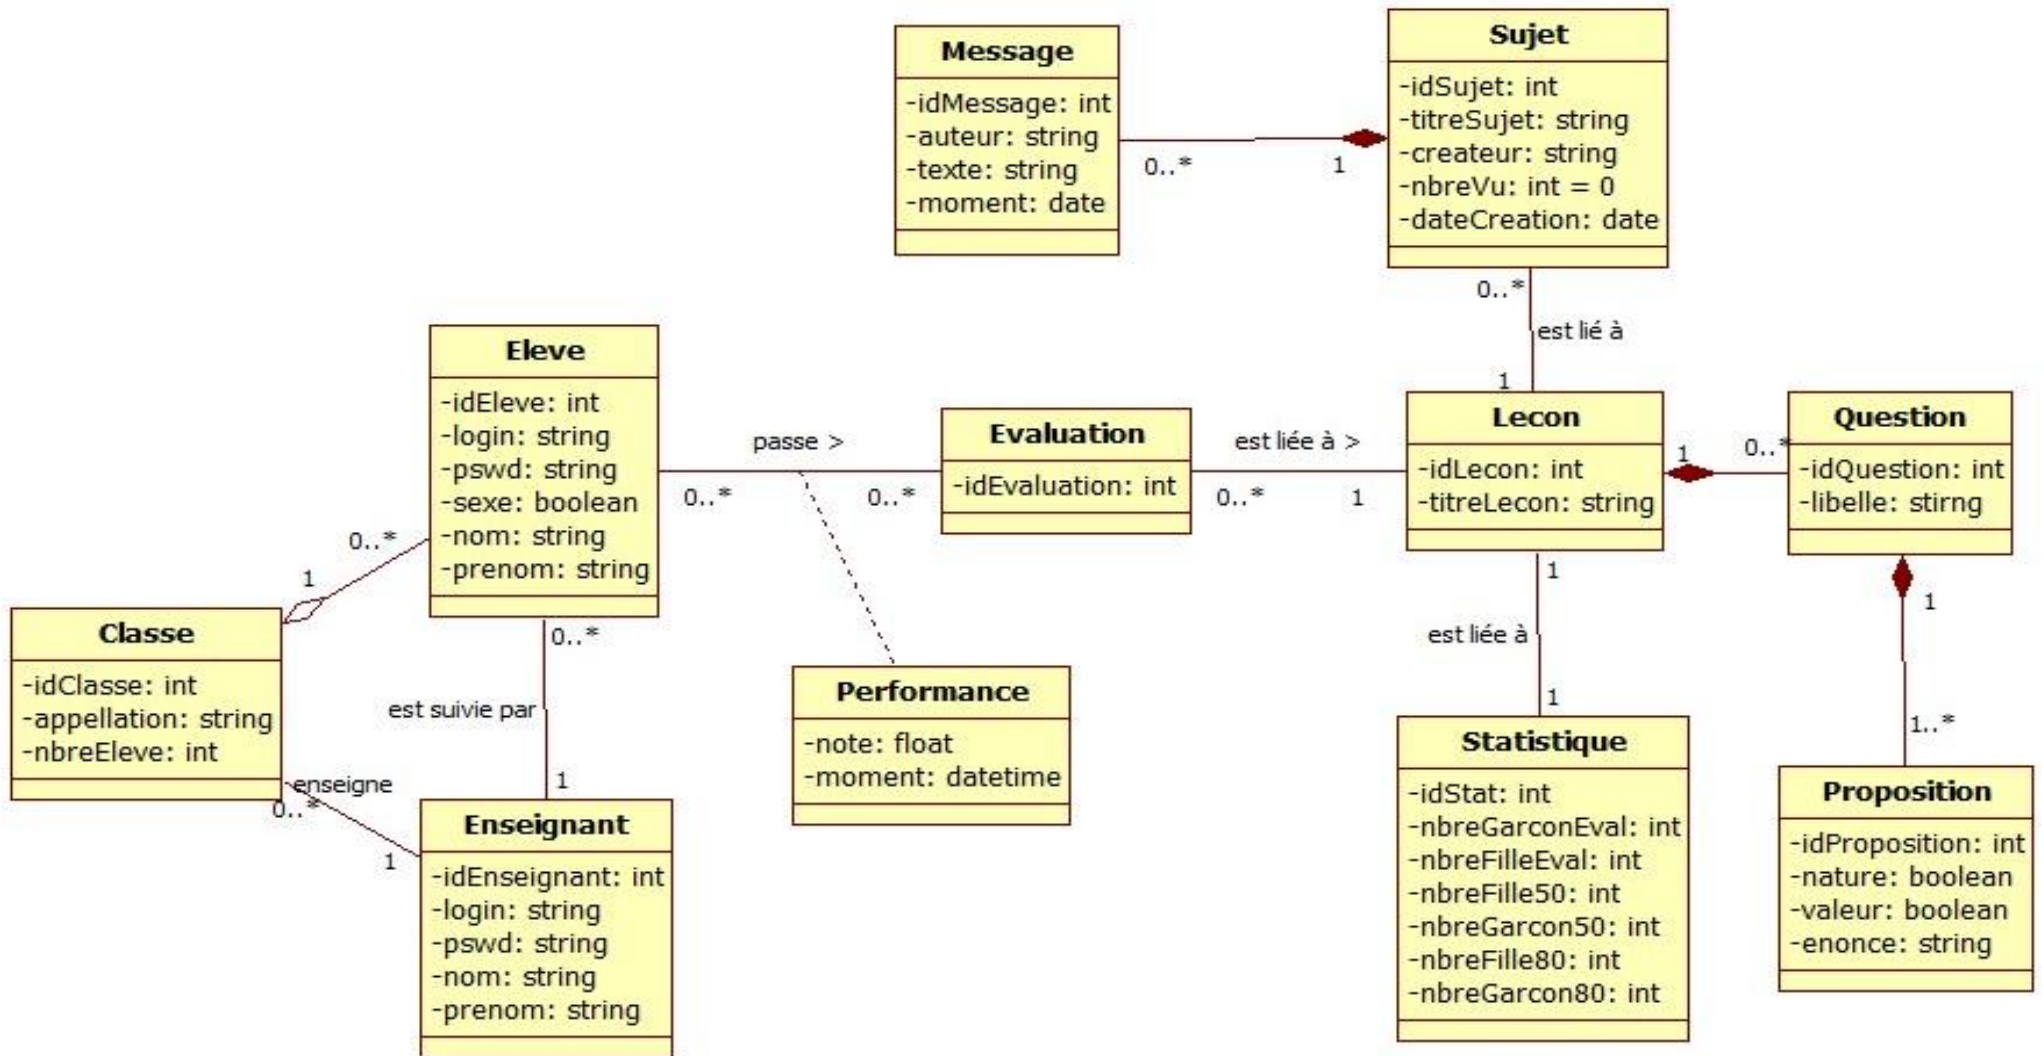 Message
-idMessage: int
-auteur: string
-texte: string
-moment: date
0..*
1
Sujet
-idSujet: int
-titreSujet: string
-createur: string
-nbreVu: int = 0
-dateCreation: date
0..*
est lié à
1
Eleve
-idEleve: int
-login: string
-pswd: string
-sexe: boolean
-nom: string
-prenom: string
passe >
0..*
0..*
Evaluation
-idEvaluation: int
est liée à >
0..*
1
Lecon
-idLecon: int
-titreLecon: string
1
0..*
Question
-idQuestion: int
-libelle: stirng
0..*
1
Classe
-idClasse: int
-appellation: string
-nbreEleve: int
0..*
est suivie par
1
enseigne
0..*
1
Enseignant
-idEnseignant: int
-login: string
-pswd: string
-nom: string
-prenom: string
Performance
-note: float
-moment: datetime
1
est liée à
1
Statistique
-idStat: int
-nbreGarconEval: int
-nbreFilleEval: int
-nbreFille50: int
-nbreGarcon50: int
-nbreFille80: int
-nbreGarcon80: int
1
1..*
Proposition
-idProposition: int
-nature: boolean
-valeur: boolean
-enonce: string